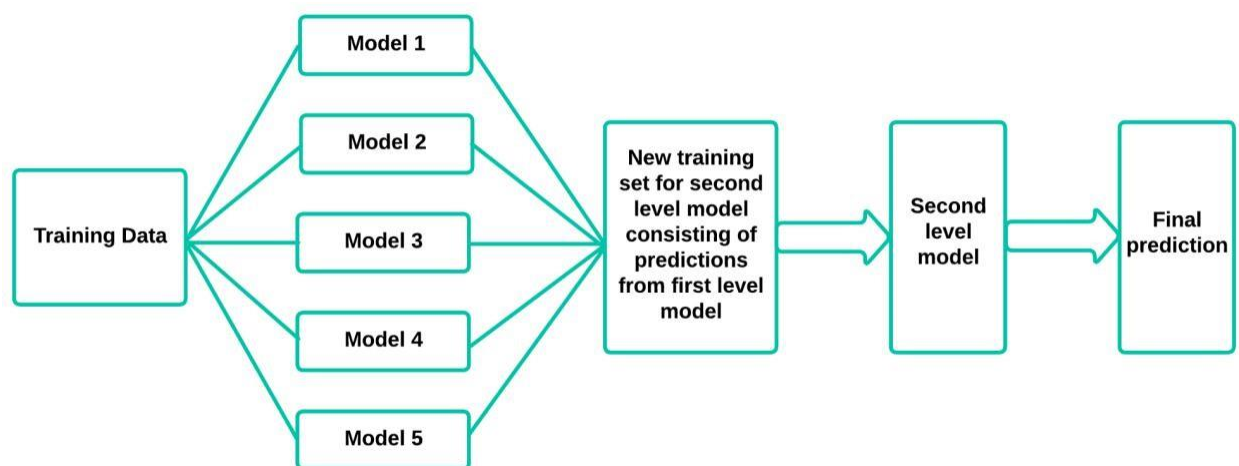 Training Data
Model 1
Model 2
Model 3
Model 4
Model 5
New training
set for second
level model
consisting of
predictions
from first level
model
Second
level
model
Final
prediction